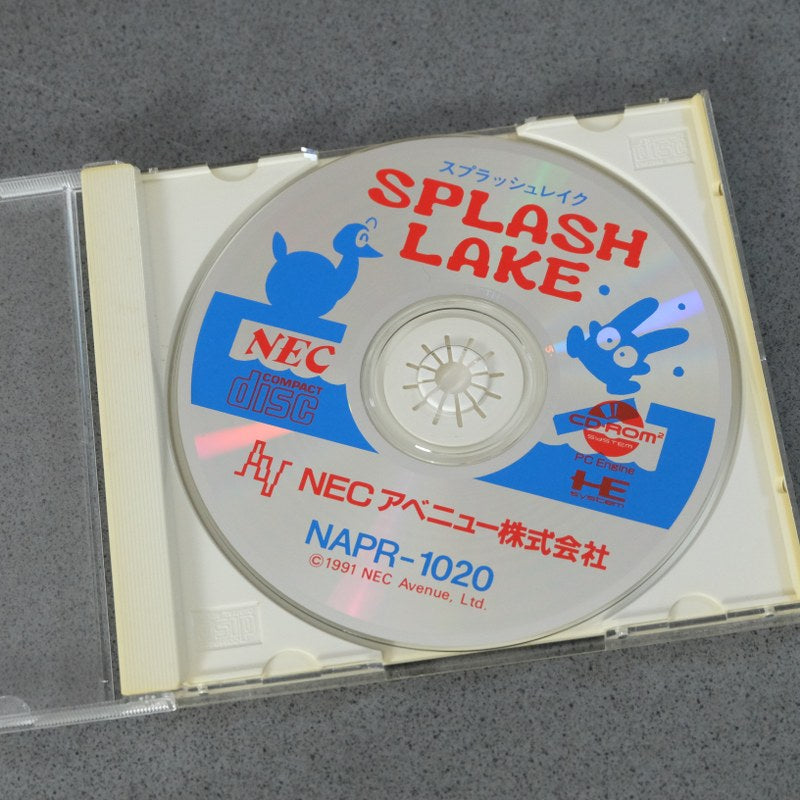 スプラッシュレイク
SPLASH
LAKE
NEC
COMPACT
disc
CD-ROM²
SYSTEM
PC Engine
HE
SYSTEM
NECアベニュー株式会社
NAPR-1020
©1991 NEC Avenue, Ltd.
disc